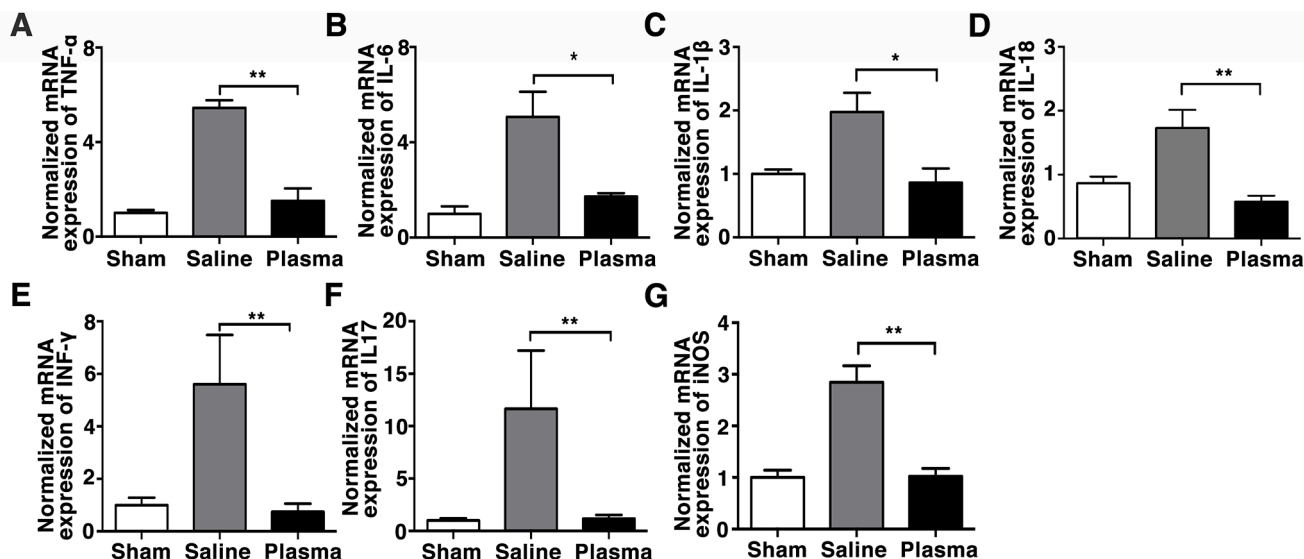 A
Normalized mRNA
expression of TNF-α
8
4
0
**
Sham Saline Plasma
B
Normalized mRNA
expression of IL-6
8
4
0
*
Sham Saline Plasma
C
Normalized mRNA
expression of IL-1β
3
2
1
0
*
Sham Saline Plasma
D
Normalized mRNA
expression of IL-18
3
2
1
0
**
Sham Saline Plasma
E
Normalized mRNA
expression of INF-γ
8
6
4
2
0
**
Sham Saline Plasma
F
Normalized mRNA
expression of IL17
20
15
10
5
0
**
Sham Saline Plasma
G
Normalized mRNA
expression of iNOS
4
3
2
1
0
**
Sham Saline Plasma